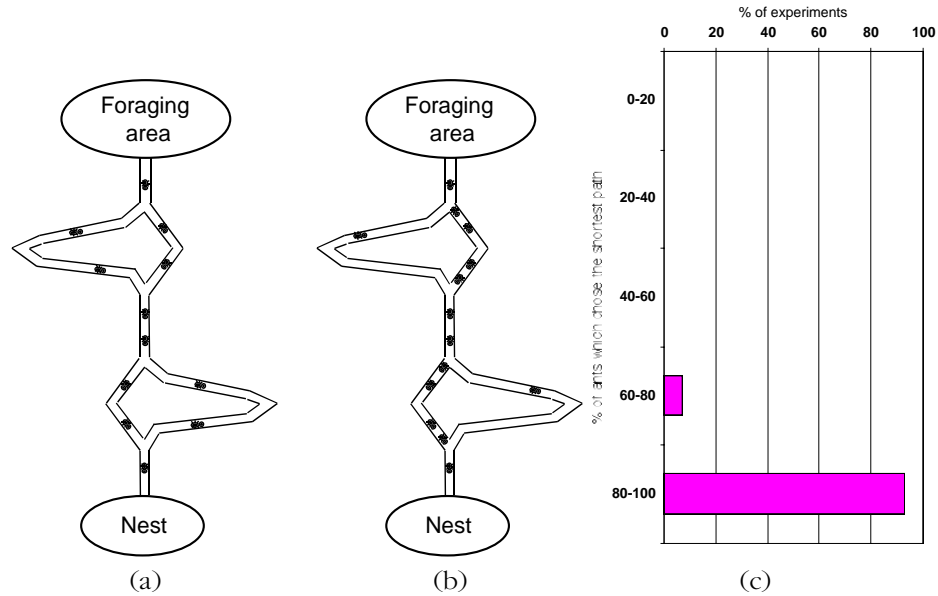 Foraging
area
Nest
(a)
Foraging
area
Nest
(b)
% of experiments
0 20 40 60 80 100
% of ants which chose the shortest path
0-20
20-40
40-60
60-80
80-100
(c)